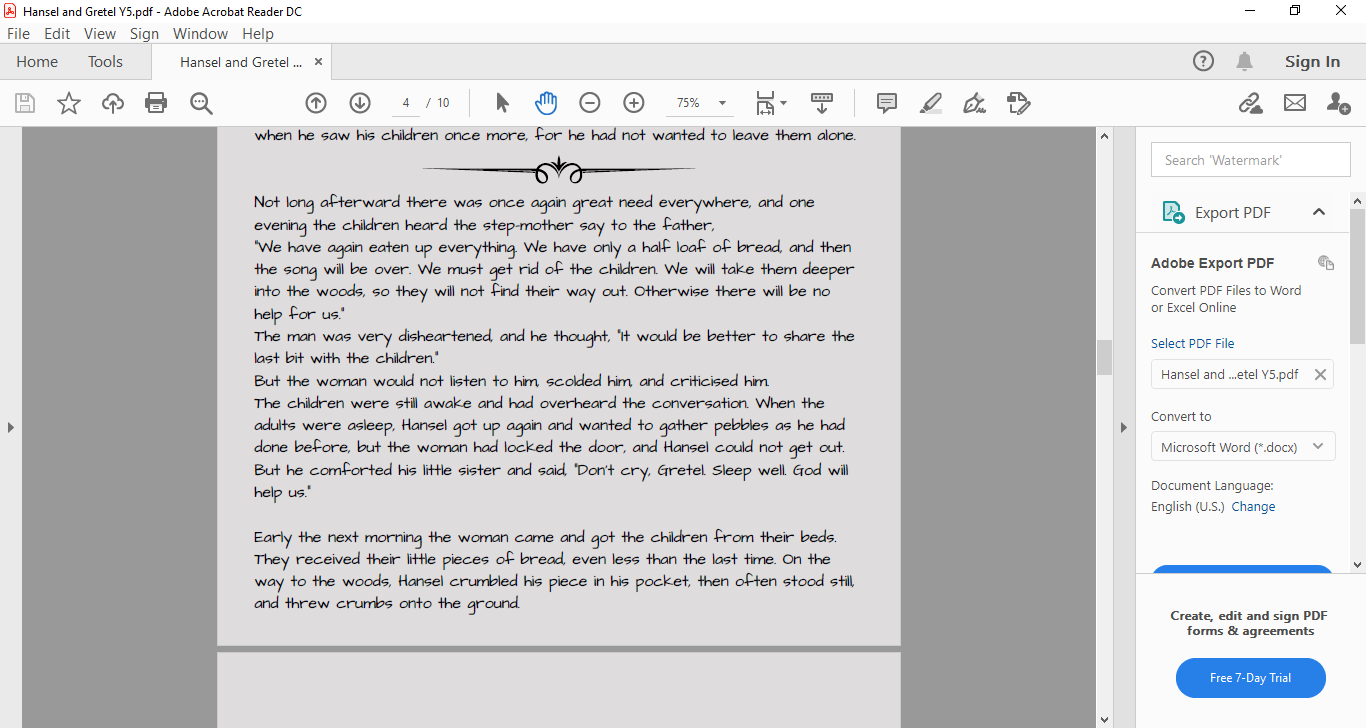 Hansel and Gretel Y5.pdf - Adobe Acrobat Reader DC
File Edit View Sign Window Help
Home Tools Hansel and Gretel ... × Sign In
4 / 10 75%
when he saw his children once more, for he had not wanted to leave them alone.
Not long afterward there was once again great need everywhere, and one
evening the children heard the step-mother say to the father,
"We have again eaten up everything. We have only a half loaf of bread, and then
the song will be over. We must get rid of the children. We will take them deeper
into the woods, so they will not find their way out. Otherwise there will be no
help for us."
The man was very disheartened, and he thought, "It would be better to share the
last bit with the children."
But the woman would not listen to him, scolded him, and criticised him.
The children were still awake and had overheard the conversation. When the
adults were asleep, Hansel got up again and wanted to gather pebbles as he had
done before, but the woman had locked the door, and Hansel could not get out.
But he comforted his little sister and said, "Don't cry, Gretel. Sleep well. God will
help us."
Early the next morning the woman came and got the children from their beds.
They received their little pieces of bread, even less than the last time. On the
way to the woods, Hansel crumbled his piece in his pocket, then often stood still,
and threw crumbs onto the ground.
Search 'Watermark'
Export PDF
Adobe Export PDF
Convert PDF Files to Word
or Excel Online
Select PDF File
Hansel and ...etel Y5.pdf
Convert to
Microsoft Word (*.docx)
Document Language:
English (U.S.) Change
Create, edit and sign PDF
forms & agreements
Free 7-Day Trial